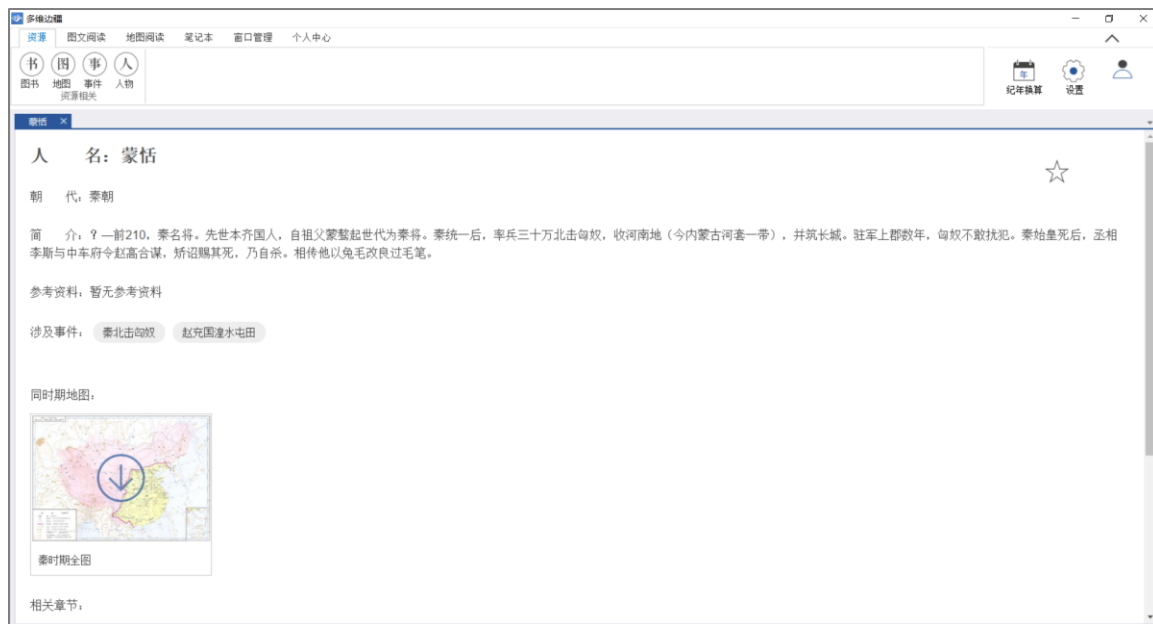 多维边疆
资源 图文阅读 地图阅读 笔记本 窗口管理 个人中心
书 图 事 人
图书 地图 事件 人物
资源相关
年
纪年换算 设置
蒙恬 ×
人 名：蒙恬
朝 代：秦朝
简 介：？—前210，秦名将。先世本齐国人，自祖父蒙骜起世代为秦将。秦统一后，率兵三十万北击匈奴，收河南地（今内蒙古河套一带），并筑长城。驻军上郡数年，匈奴不敢扰犯。秦始皇死后，丞相
李斯与中车府令赵高合谋，矫诏赐其死，乃自杀。相传他以兔毛改良过毛笔。
参考资料：暂无参考资料
涉及事件： 秦北击匈奴 赵充国湟水屯田
同时期地图：
秦时期全图
相关章节：